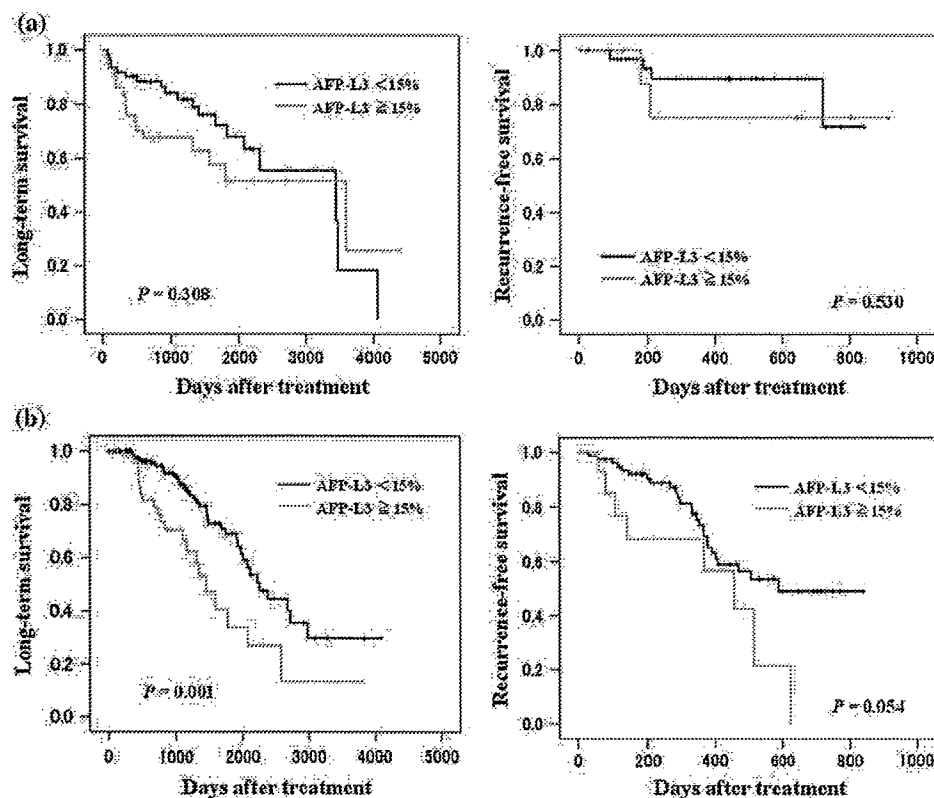 (a)
Long-term survival
1.0
0.8
0.6
0.4
0.2
0.0
AFP-L3 <15%
AFP-L3 ≧15%
P = 0.308
0 1000 2000 3000 4000 5000
Days after treatment
Recurrence-free survival
1.0
0.8
0.6
0.4
0.2
0.0
AFP-L3 <15%
AFP-L3 ≧15%
P = 0.530
0 200 400 600 800 1000
Days after treatment
(b)
Long-term survival
1.0
0.8
0.6
0.4
0.2
0.0
AFP-L3 <15%
AFP-L3 ≧15%
P = 0.001
0 1000 2000 3000 4000 5000
Days after treatment
Recurrence-free survival
1.0
0.8
0.6
0.4
0.2
0.0
AFP-L3 <15%
AFP-L3 ≧15%
P = 0.054
0 200 400 600 800 1000
Days after treatment